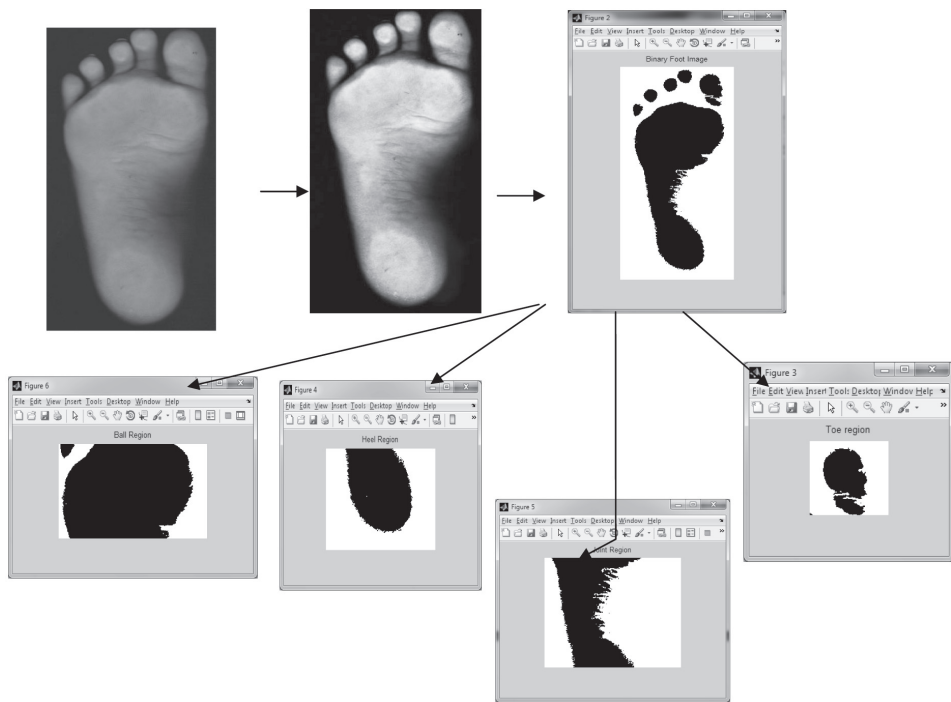 Figure 2
File Edit View Insert Tools Desktop Window Help
»
Binary Foot Image
Figure 6
File Edit View Insert Tools Desktop Window Help
Ball Region
Figure 4
File Edit View Insert Tools Desktop Window Help
»
Heel Region
Figure 5
File Edit View Insert Tools Desktop Window Help
»
Joint Region
Figure 3
File Edit View Insert Tools Desktop Window Help
»
Toe region